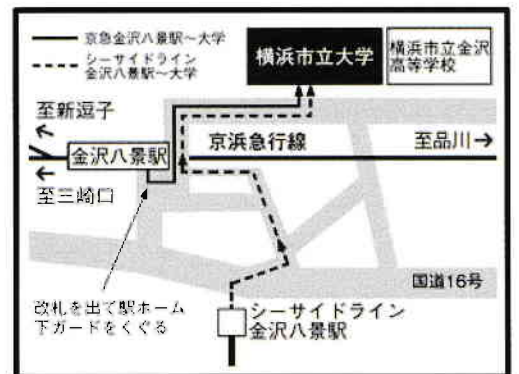 京急金沢八景駅～大学
シーサイドライン
金沢八景駅～大学
横浜市立大学
横浜市立金沢
高等学校
至新逗子
金沢八景駅
京浜急行線
至品川→
至三崎口
国道16号
改札を出て駅ホーム
下ガードをくぐる
シーサイドライン
金沢八景駅